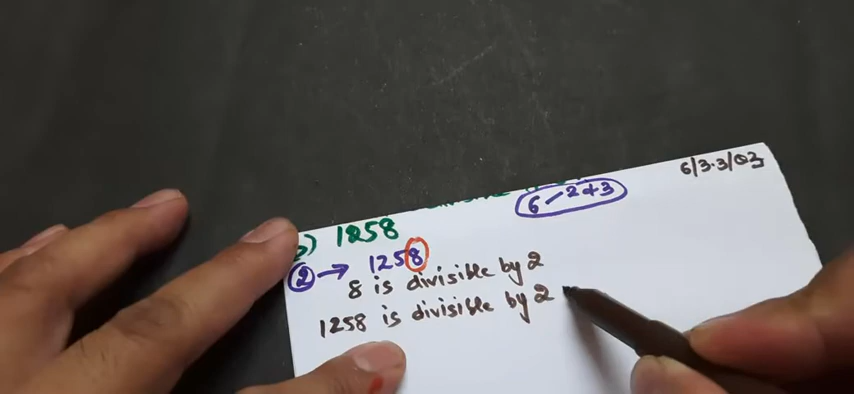 6/3.3/Q3
6 - 2+3
b) 1258
2 → 1258
8 is divisible by 2
1258 is divisible by 2